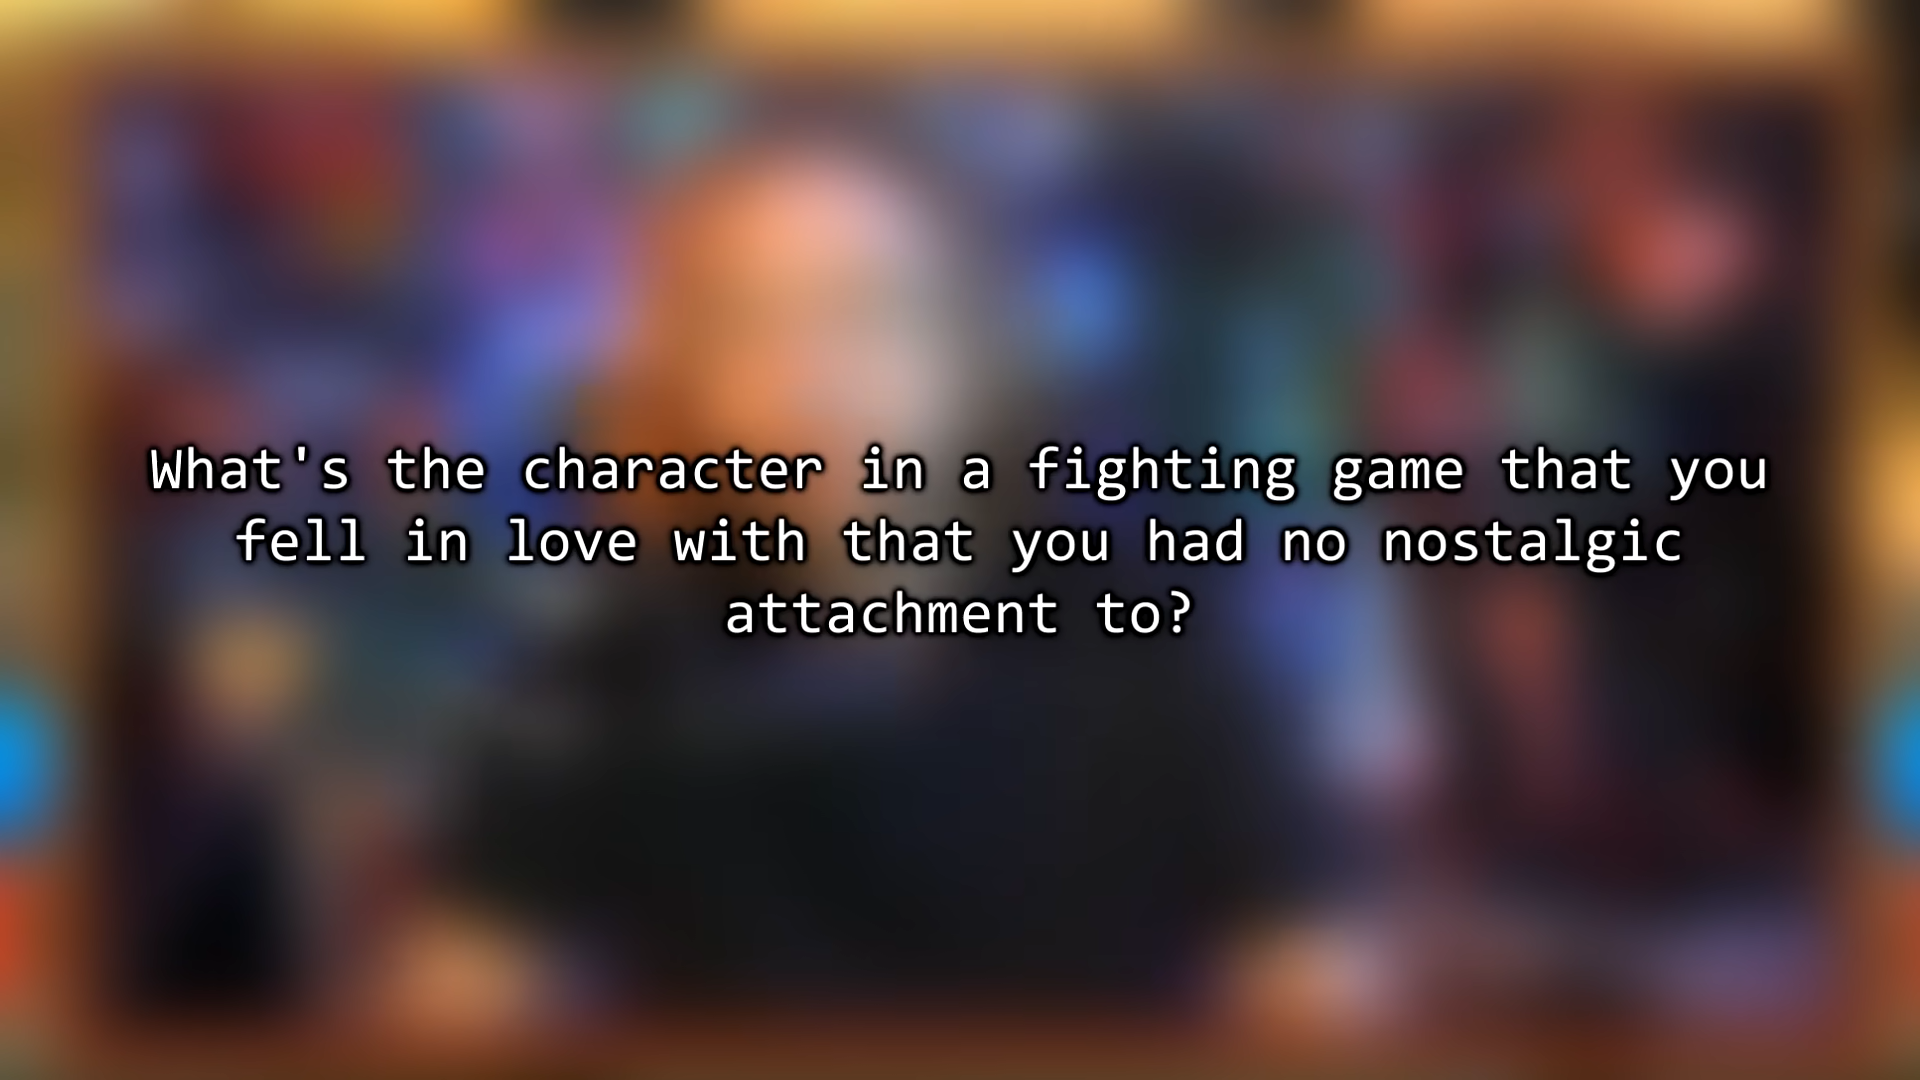 What's the character in a fighting game that you
fell in love with that you had no nostalgic
attachment to?